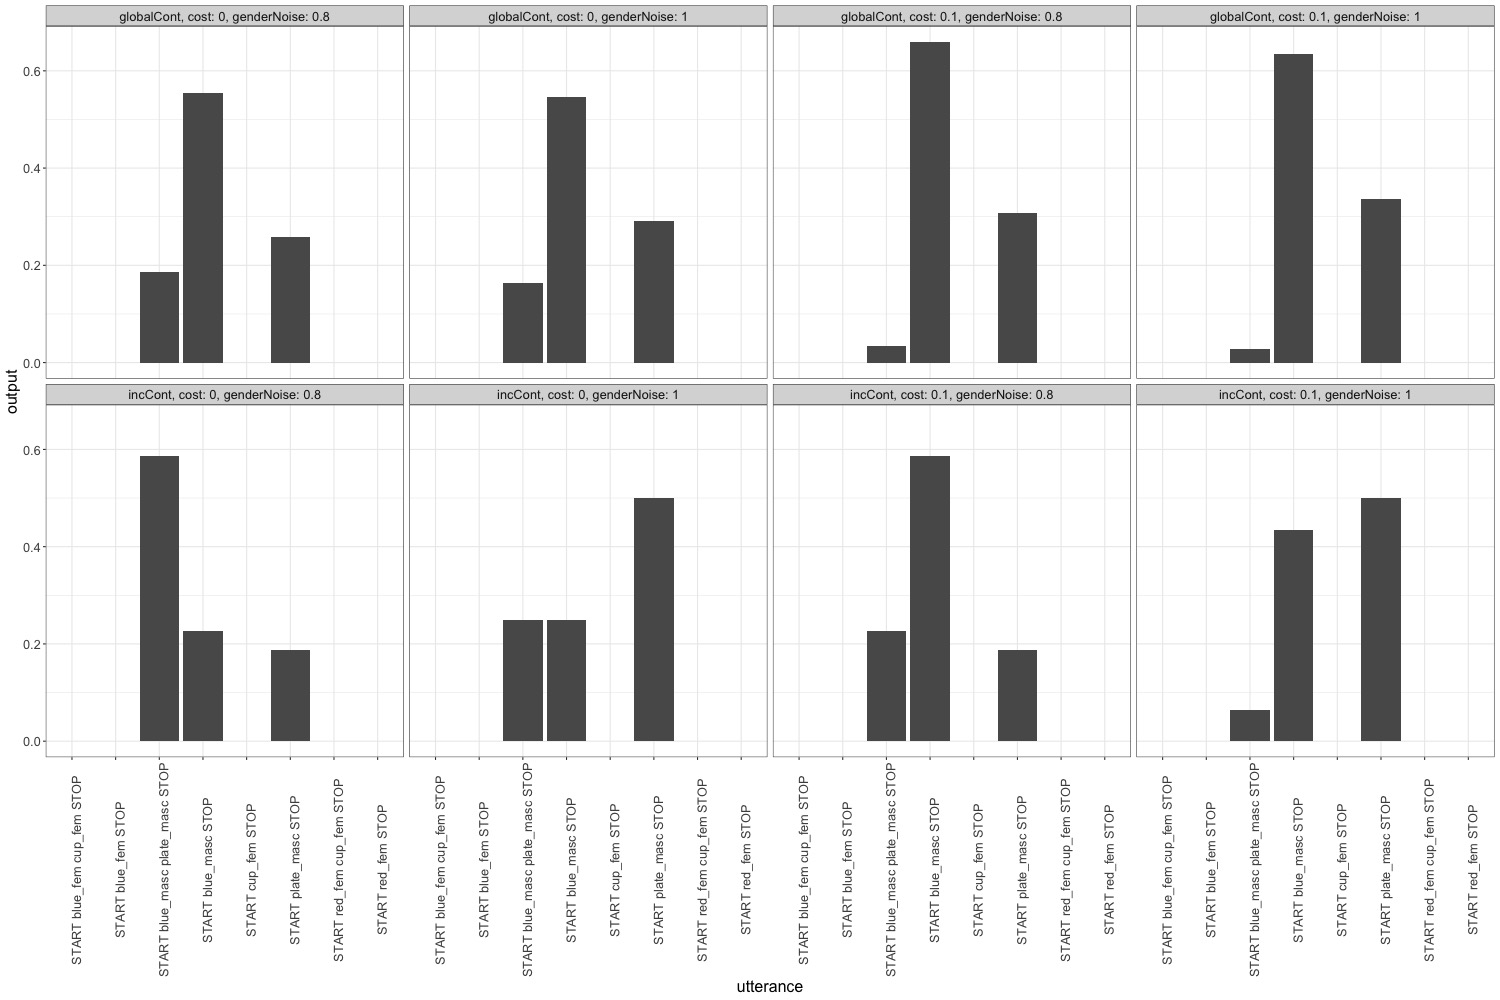 globalCont, cost: 0, genderNoise: 0.8
globalCont, cost: 0, genderNoise: 1
globalCont, cost: 0.1, genderNoise: 0.8
globalCont, cost: 0.1, genderNoise: 1
0.6
0.4
0.2
0.0
output
incCont, cost: 0, genderNoise: 0.8
incCont, cost: 0, genderNoise: 1
incCont, cost: 0.1, genderNoise: 0.8
incCont, cost: 0.1, genderNoise: 1
0.6
0.4
0.2
0.0
START blue_fem cup_fem STOP
START blue_fem STOP
START blue_masc plate_masc STOP
START blue_masc STOP
START cup_fem STOP
START plate_masc STOP
START red_fem cup_fem STOP
START red_fem STOP
START blue_fem cup_fem STOP
START blue_fem STOP
START blue_masc plate_masc STOP
START blue_masc STOP
START cup_fem STOP
START plate_masc STOP
START red_fem cup_fem STOP
START red_fem STOP
START blue_fem cup_fem STOP
START blue_fem STOP
START blue_masc plate_masc STOP
START blue_masc STOP
START cup_fem STOP
START plate_masc STOP
START red_fem cup_fem STOP
START red_fem STOP
START blue_fem cup_fem STOP
START blue_fem STOP
START blue_masc plate_masc STOP
START blue_masc STOP
START cup_fem STOP
START plate_masc STOP
START red_fem cup_fem STOP
START red_fem STOP
utterance